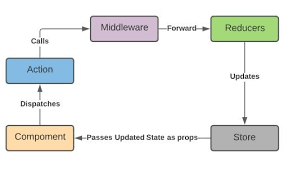 Middleware
Forward
Reducers
Calls
Action
Updates
Dispatches
Compoment
Passes Updated State as props
Store